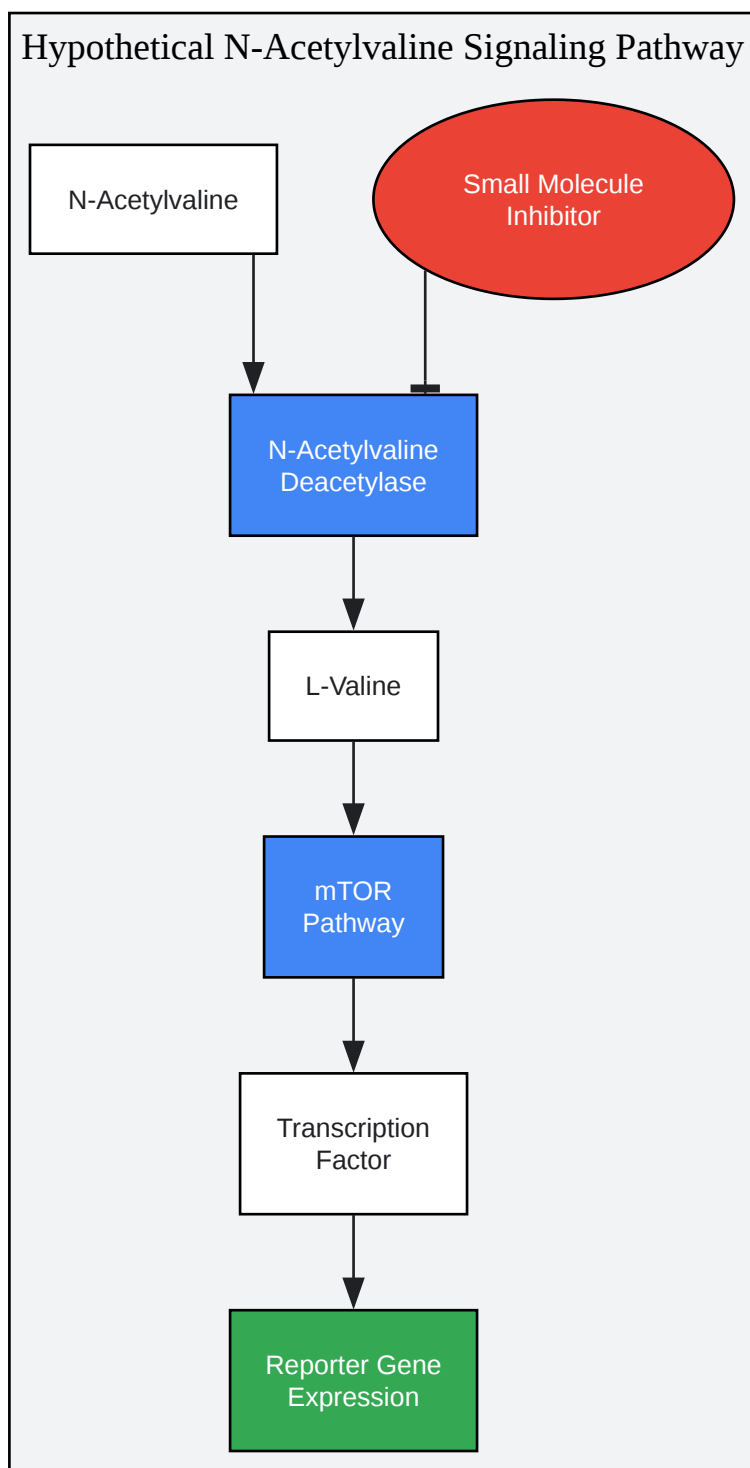 Hypothetical N-Acetylvaline Signaling Pathway
N-Acetylvaline
Small Molecule
Inhibitor
N-Acetylvaline
Deacetylase
L-Valine
mTOR
Pathway
Transcription
Factor
Reporter Gene
Expression